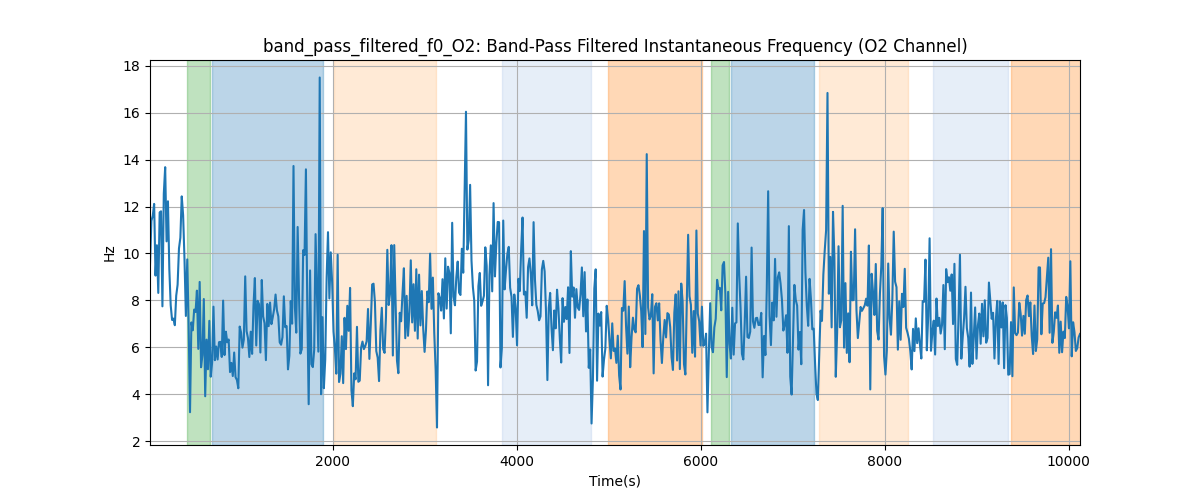 band_pass_filtered_f0_O2: Band-Pass Filtered Instantaneous Frequency (O2 Channel)
18
16
14
12
10
8
6
4
2
Hz
2000 4000 6000 8000 10000
Time(s)